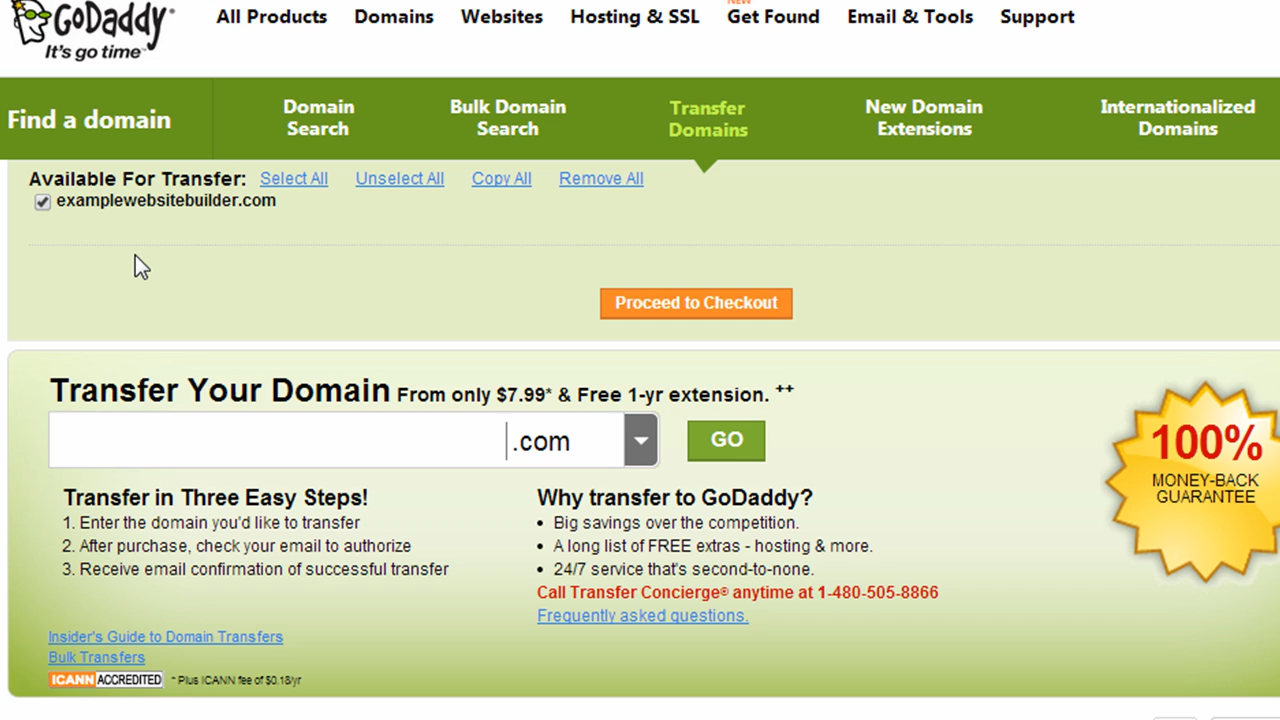 GoDaddy
It's go time
All Products Domains Websites Hosting & SSL Get Found Email & Tools Support
Find a domain
Domain Search
Bulk Domain Search
Transfer Domains
New Domain Extensions
Internationalized Domains
Available For Transfer: Select All Unselect All Copy All Remove All
examplewebsitebuilder.com
Proceed to Checkout
Transfer Your Domain From only $7.99* & Free 1-yr extension. ++
.com GO
Transfer in Three Easy Steps!
1. Enter the domain you'd like to transfer
2. After purchase, check your email to authorize
3. Receive email confirmation of successful transfer
Why transfer to GoDaddy?
• Big savings over the competition.
• A long list of FREE extras - hosting & more.
• 24/7 service that's second-to-none.
Call Transfer Concierge® anytime at 1-480-505-8866
Frequently asked questions.
100%
MONEY-BACK
GUARANTEE
Insider's Guide to Domain Transfers
Bulk Transfers
ICANN ACCREDITED * Plus ICANN fee of $0.18/yr